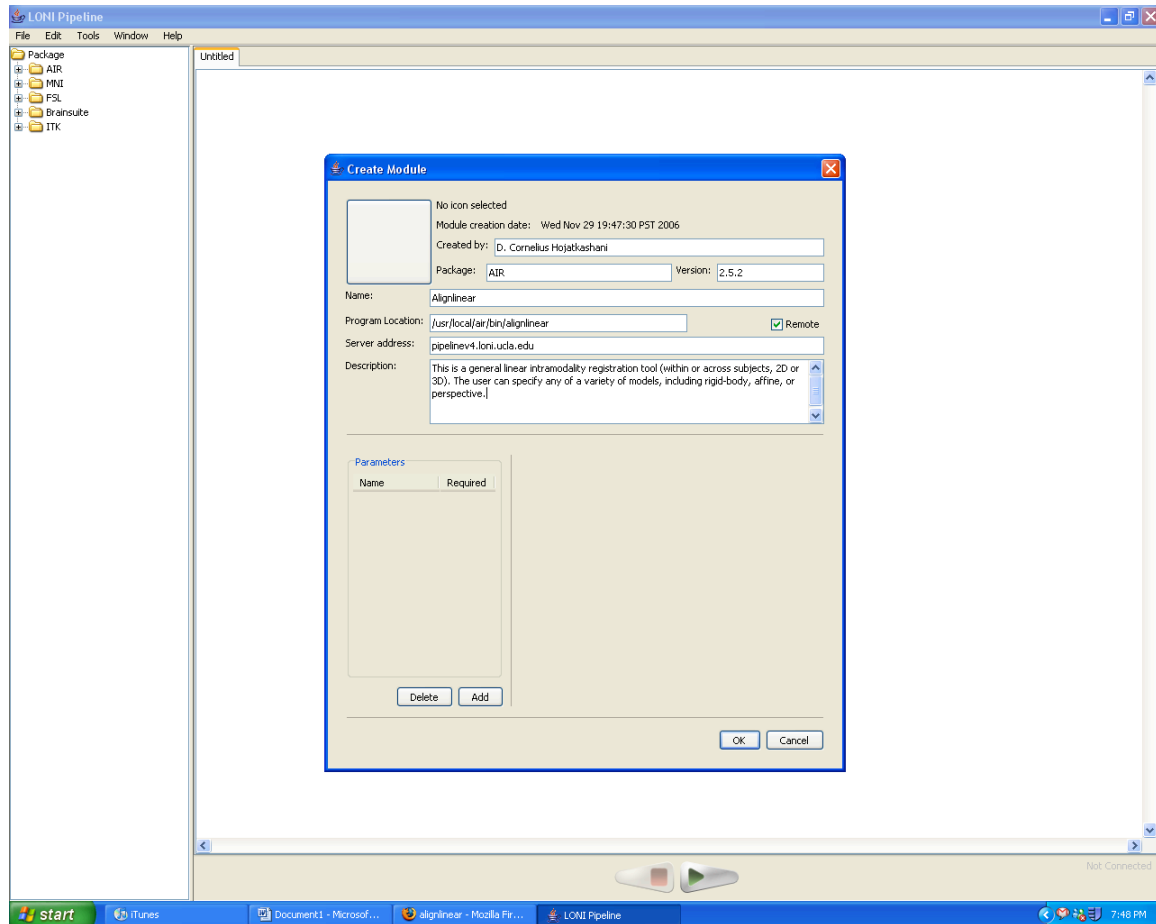 LONI Pipeline
File Edit Tools Window Help
Package
AIR
MNI
FSL
Brainsuite
ITK
Untitled
Create Module
No icon selected
Module creation date: Wed Nov 29 19:47:30 PST 2006
Created by: D. Cornelius Hojatkashani
Package: AIR Version: 2.5.2
Name: Alignlinear
Program Location: /usr/local/air/bin/alignlinear Remote
Server address: pipelinev4.loni.ucla.edu
Description: This is a general linear intramodality registration tool (within or across subjects, 2D or
3D). The user can specify any of a variety of models, including rigid-body, affine, or
perspective.
Parameters
Name Required
Delete Add
OK Cancel
Not Connected
start iTunes Document1 - Microsof... alignlinear - Mozilla Fir... LONI Pipeline 7:48 PM